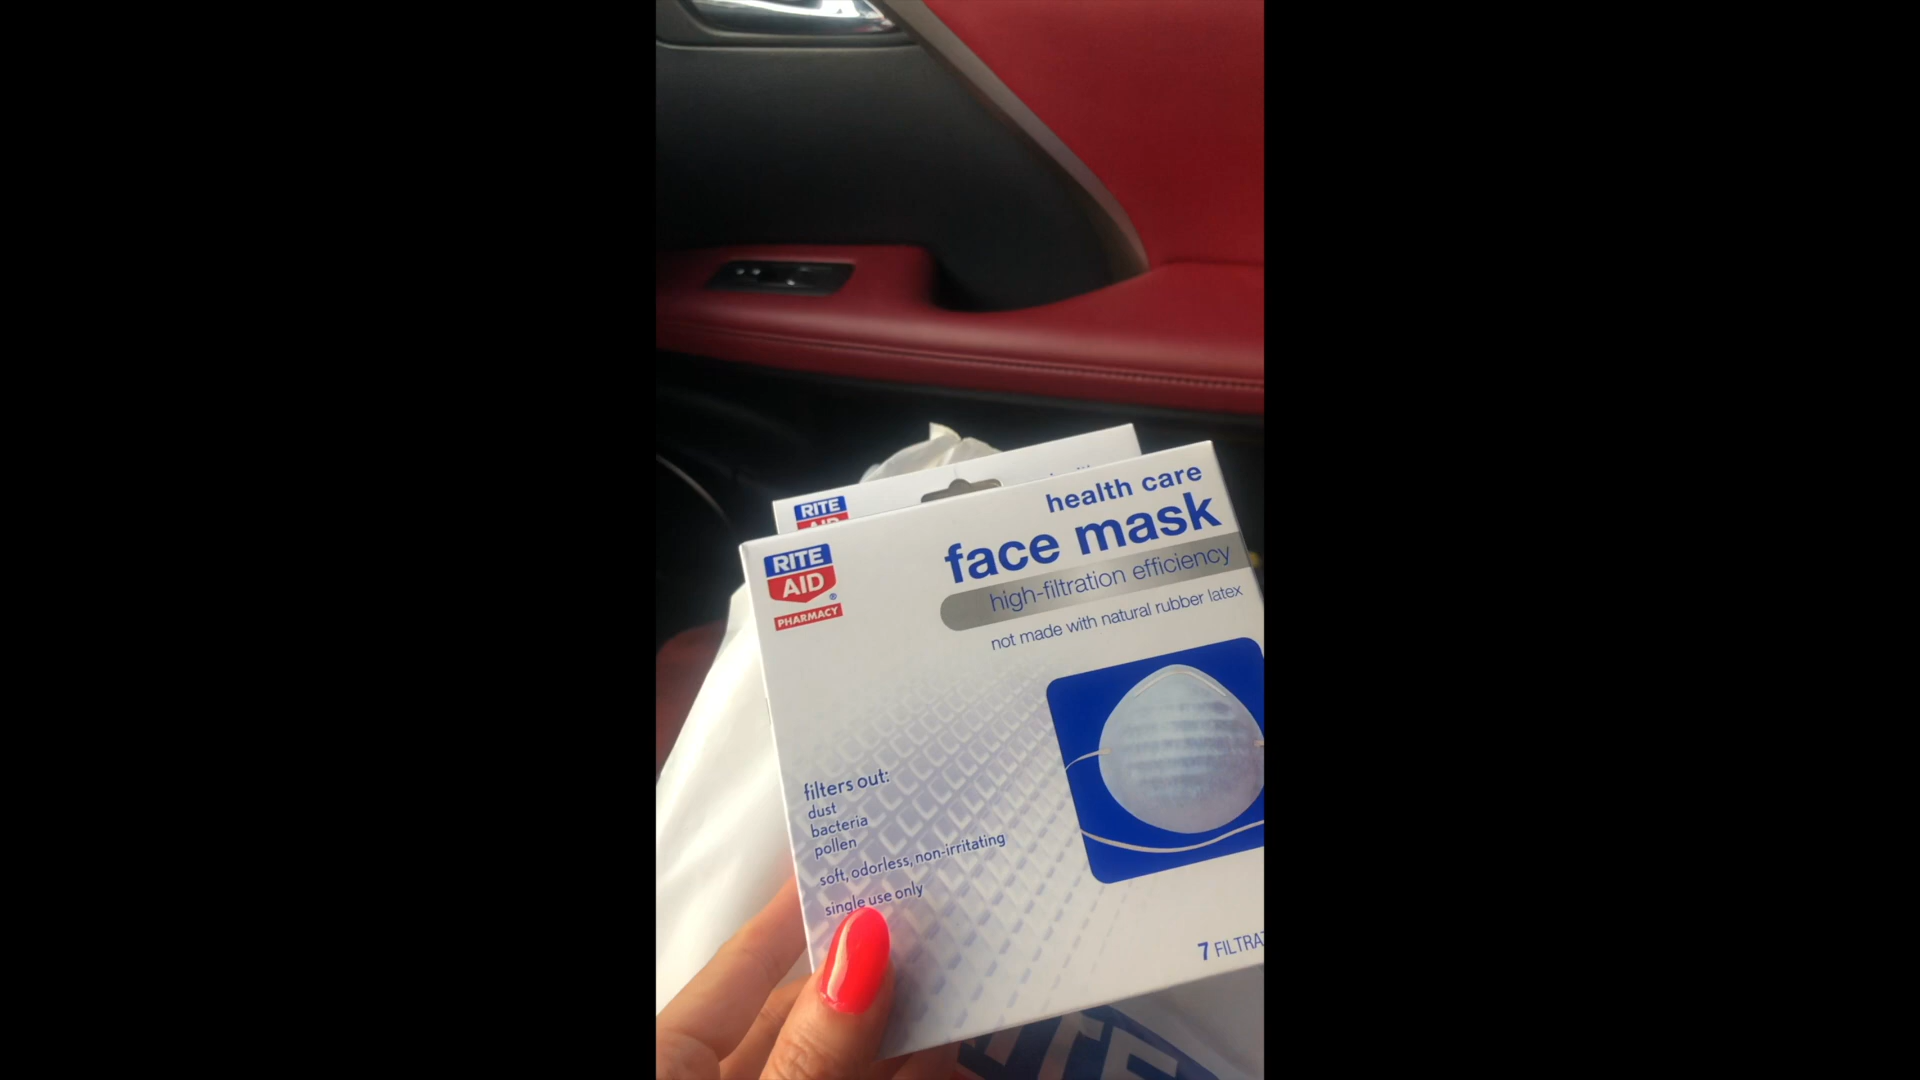 RITE
AID
RITE
AID
PHARMACY
health care
face mask
high-filtration efficiency
not made with natural rubber latex
filters out:
dust
bacteria
pollen
soft, odorless, non-irritating
single use only
7